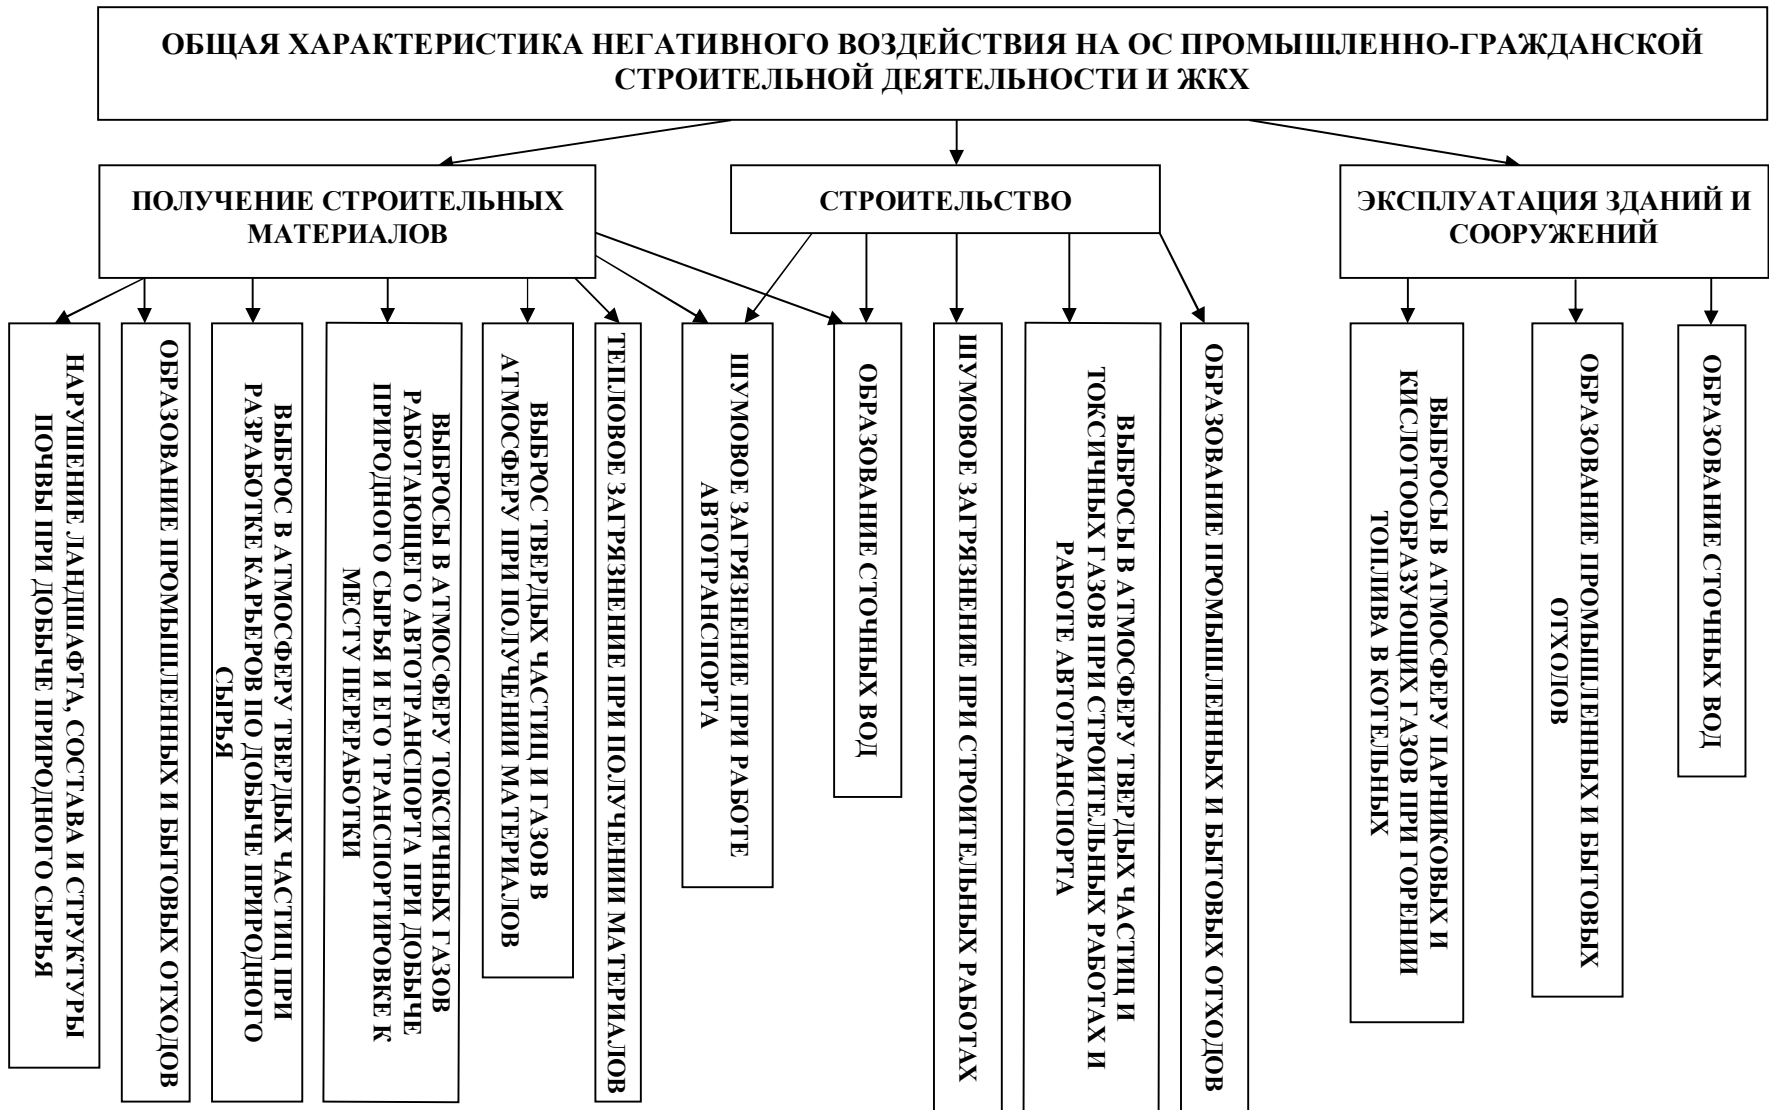 ОБЩАЯ ХАРАКТЕРИСТИКА НЕГАТИВНОГО ВОЗДЕЙСТВИЯ НА ОС ПРОМЫШЛЕННО-ГРАЖДАНСКОЙ
СТРОИТЕЛЬНОЙ ДЕЯТЕЛЬНОСТИ И ЖКХ
ПОЛУЧЕНИЕ СТРОИТЕЛЬНЫХ
МАТЕРИАЛОВ
СТРОИТЕЛЬСТВО
ЭКСПЛУАТАЦИЯ ЗДАНИЙ И
СООРУЖЕНИЙ
НАРУШЕНИЕ ЛАНДШАФТА, СОСТАВА И СТРУКТУРЫ
ПОЧВЫ ПРИ ДОБЫЧЕ ПРИРОДНОГО СЫРЬЯ
ОБРАЗОВАНИЕ ПРОМЫШЛЕННЫХ И БЫТОВЫХ ОТХОДОВ
ВЫБРОС В АТМОСФЕРУ ТВЕРДЫХ ЧАСТИЦ ПРИ
РАЗРАБОТКЕ КАРЬЕРОВ ПО ДОБЫЧЕ ПРИРОДНОГО
СЫРЬЯ
ВЫБРОСЫ В АТМОСФЕРУ ТОКСИЧНЫХ ГАЗОВ
РАБОТАЮЩЕГО АВТОТРАНСПОРТА ПРИ ДОБЫЧЕ
ПРИРОДНОГО СЫРЬЯ И ЕГО ТРАНСПОРТИРОВКЕ К
МЕСТУ ПЕРЕРАБОТКИ
ВЫБРОС ТВЕРДЫХ ЧАСТИЦ И ГАЗОВ В
АТМОСФЕРУ ПРИ ПОЛУЧЕНИИ МАТЕРИАЛОВ
ТЕПЛОВОЕ ЗАГРЯЗНЕНИЕ ПРИ ПОЛУЧЕНИИ МАТЕРИАЛОВ
ШУМОВОЕ ЗАГРЯЗНЕНИЕ ПРИ РАБОТЕ
АВТОТРАНСПОРТА
ОБРАЗОВАНИЕ СТОЧНЫХ ВОД
ШУМОВОЕ ЗАГРЯЗНЕНИЕ ПРИ СТРОИТЕЛЬНЫХ РАБОТАХ
ВЫБРОСЫ В АТМОСФЕРУ ТВЕРДЫХ ЧАСТИЦ И
ТОКСИЧНЫХ ГАЗОВ ПРИ СТРОИТЕЛЬНЫХ РАБОТАХ И
РАБОТЕ АВТОТРАНСПОРТА
ОБРАЗОВАНИЕ ПРОМЫШЛЕННЫХ И БЫТОВЫХ ОТХОДОВ
ВЫБРОСЫ В АТМОСФЕРУ ПАРНИКОВЫХ И
КИСЛОТООБРАЗУЮЩИХ ГАЗОВ ПРИ ГОРЕНИИ
ТОПЛИВА В КОТЕЛЬНЫХ
ОБРАЗОВАНИЕ ПРОМЫШЛЕННЫХ И БЫТОВЫХ
ОТХОЛОВ
ОБРАЗОВАНИЕ СТОЧНЫХ ВОД